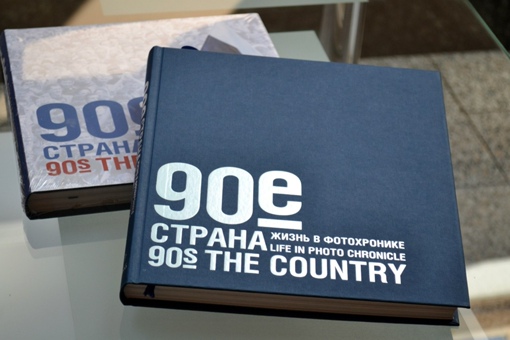 90е
СТРАНА
90s THE
90е
СТРАНА ЖИЗНЬ В ФОТОХРОНИКЕ
LIFE IN PHOTO CHRONICLE
90s THE COUNTRY